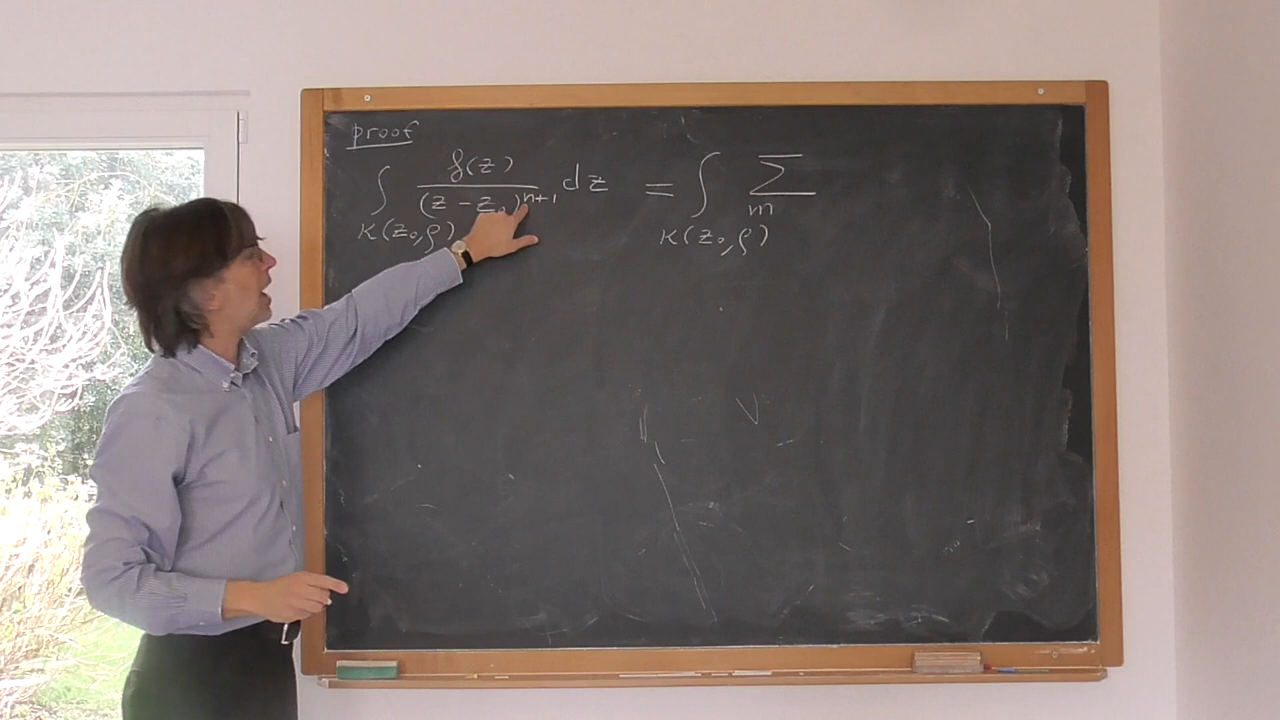 proof
∫ f(z) / (z - z₀)ⁿ⁺¹ dz = ∫ Σ
K(z₀,ρ) K(z₀,ρ) m